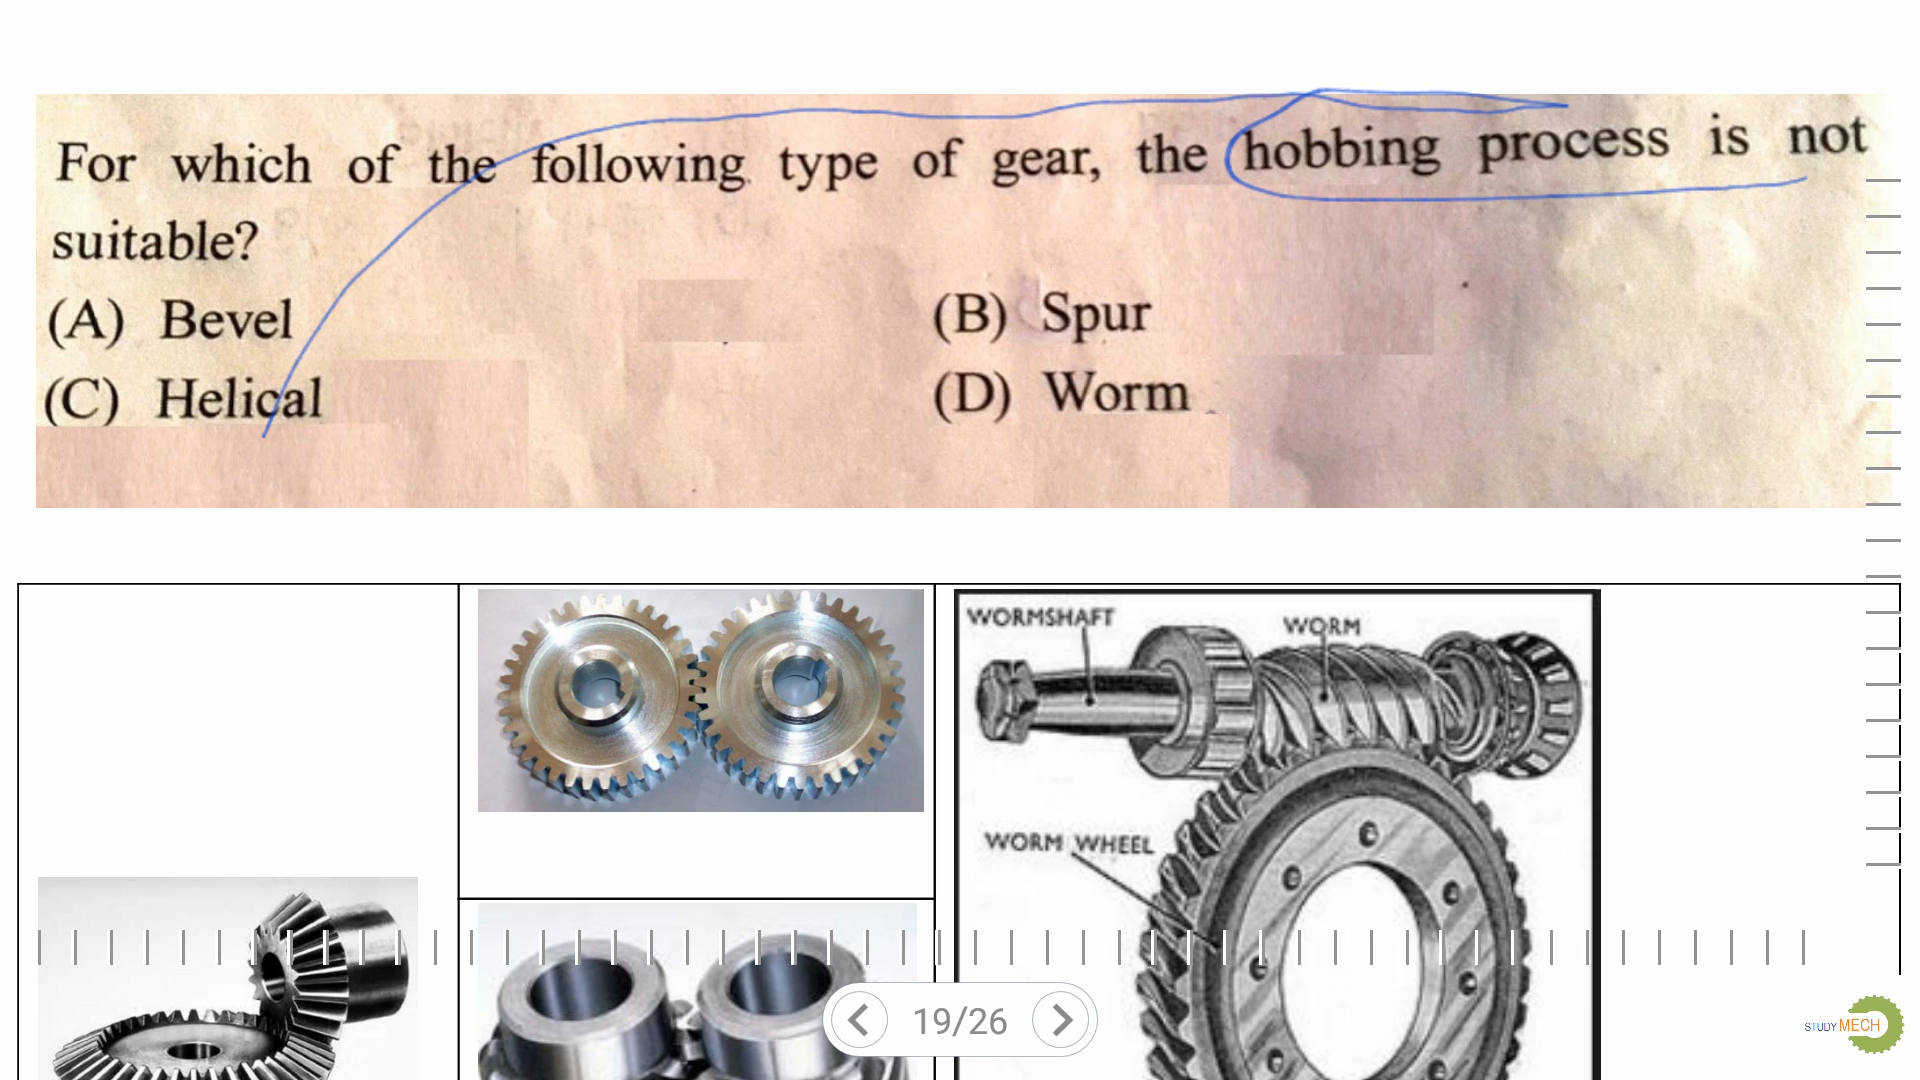 For which of the following type of gear, the hobbing process is not
suitable?
(A) Bevel
(B) Spur
(C) Helical
(D) Worm
WORMSHAFT
WORM
WORM WHEEL
19/26
STUDY MECH